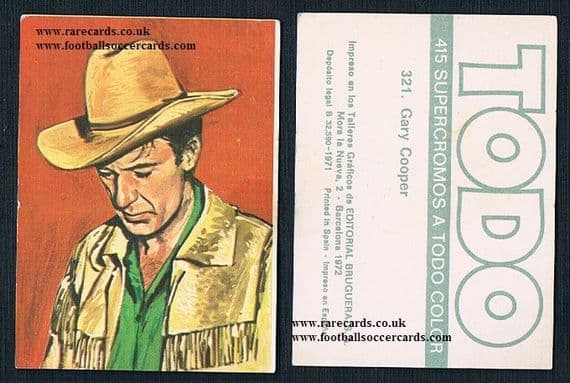 www.rarecards.co.uk
www.footballsoccercards.com
TODO
415 SUPERCROMOS A TODO COLOR
321. Gary Cooper
Impreso en los Talleres Gráficos de EDITORIAL BRUGUERA
Mora la Nueva, 2 - Barcelona 1972
Depósito legal B 32.590-1971 Printed in Spain - Impreso en
www.rarecards.co.uk
www.footballsoccercards.com